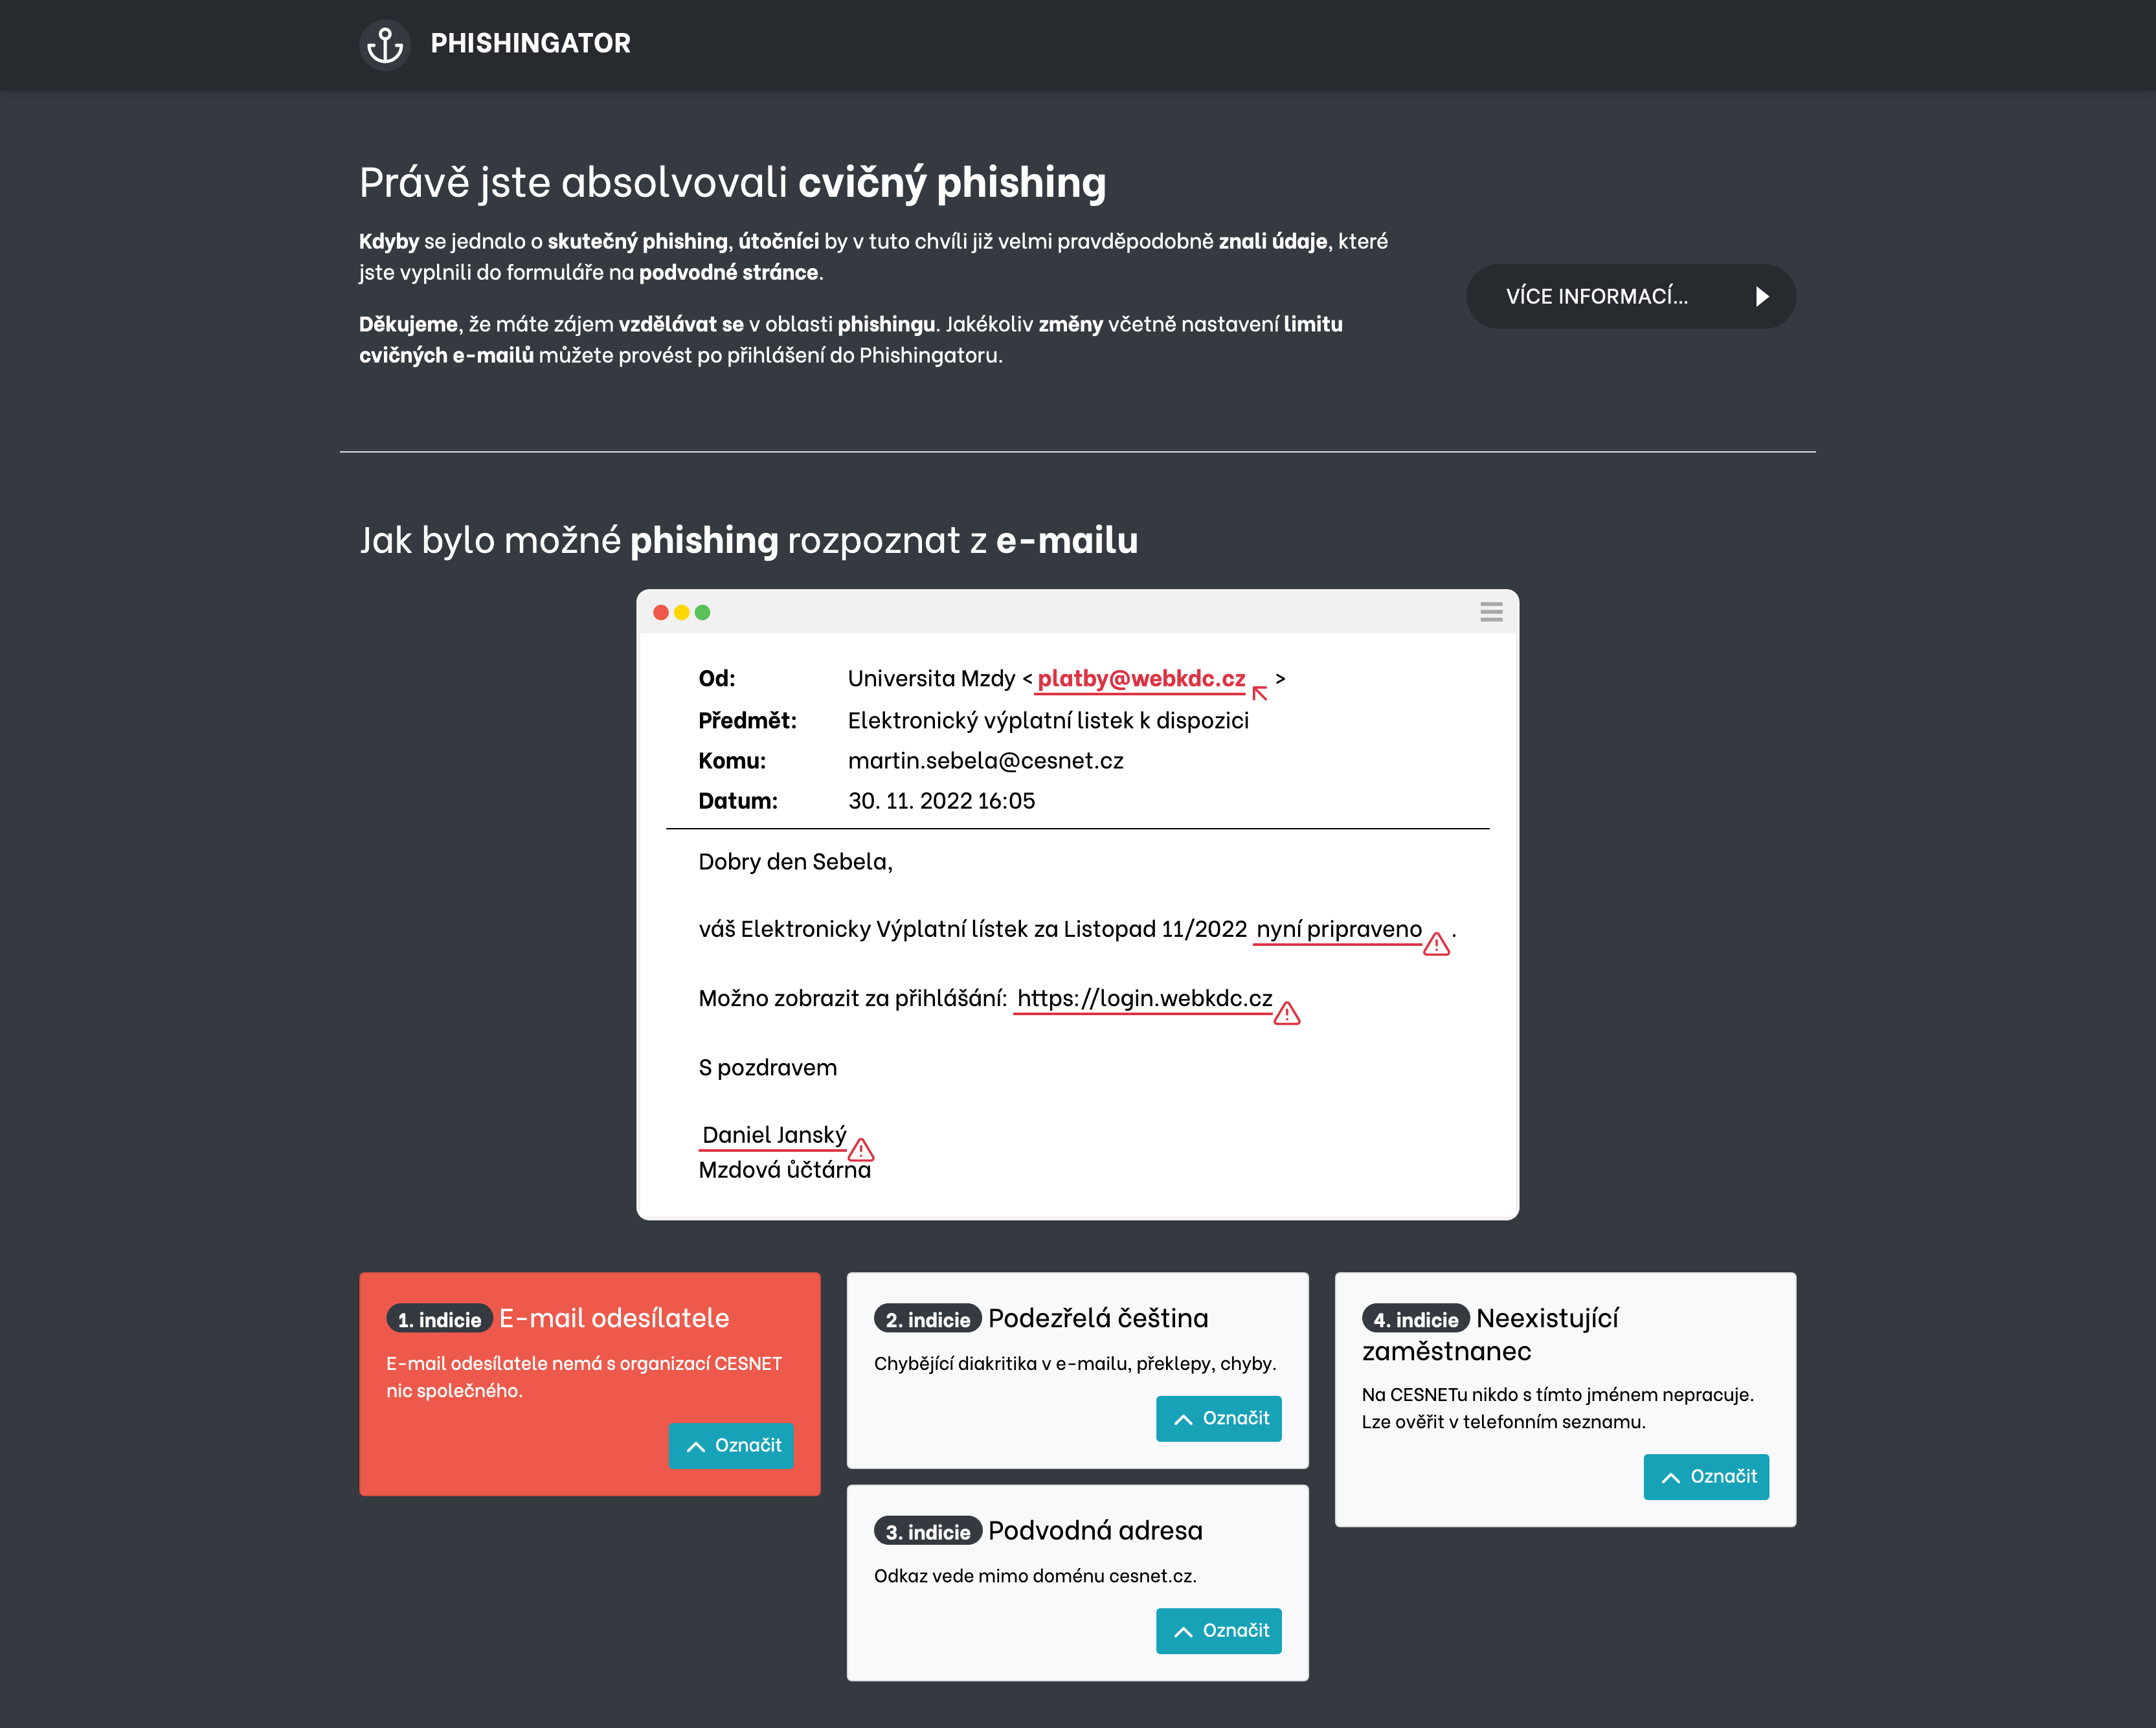 PHISHINGATOR
Právě jste absolvovali cvičný phishing
Kdyby se jednalo o skutečný phishing, útočníci by v tuto chvíli již velmi pravděpodobně znali údaje, které
jste vyplnili do formuláře na podvodné stránce.
Děkujeme, že máte zájem vzdělávat se v oblasti phishingu. Jakékoliv změny včetně nastavení limitu
cvičných e-mailů můžete provést po přihlášení do Phishingatoru.
VÍCE INFORMACÍ...
Jak bylo možné phishing rozpoznat z e-mailu
Od: Universita Mzdy < platby@webkdc.cz >
Předmět: Elektronický výplatní listek k dispozici
Komu: martin.sebela@cesnet.cz
Datum: 30. 11. 2022 16:05
Dobry den Sebela,
váš Elektronicky Výplatní lístek za Listopad 11/2022 nyní pripraveno .
Možno zobrazit za přihlášání: https://login.webkdc.cz
S pozdravem
Daniel Janský
Mzdová ůčtárna
1. indicie E-mail odesílatele
E-mail odesílatele nemá s organizací CESNET
nic společného.
Označit
2. indicie Podezřelá čeština
Chybějící diakritika v e-mailu, překlepy, chyby.
Označit
3. indicie Podvodná adresa
Odkaz vede mimo doménu cesnet.cz.
Označit
4. indicie Neexistující
zaměstnanec
Na CESNETu nikdo s tímto jménem nepracuje.
Lze ověřit v telefonním seznamu.
Označit